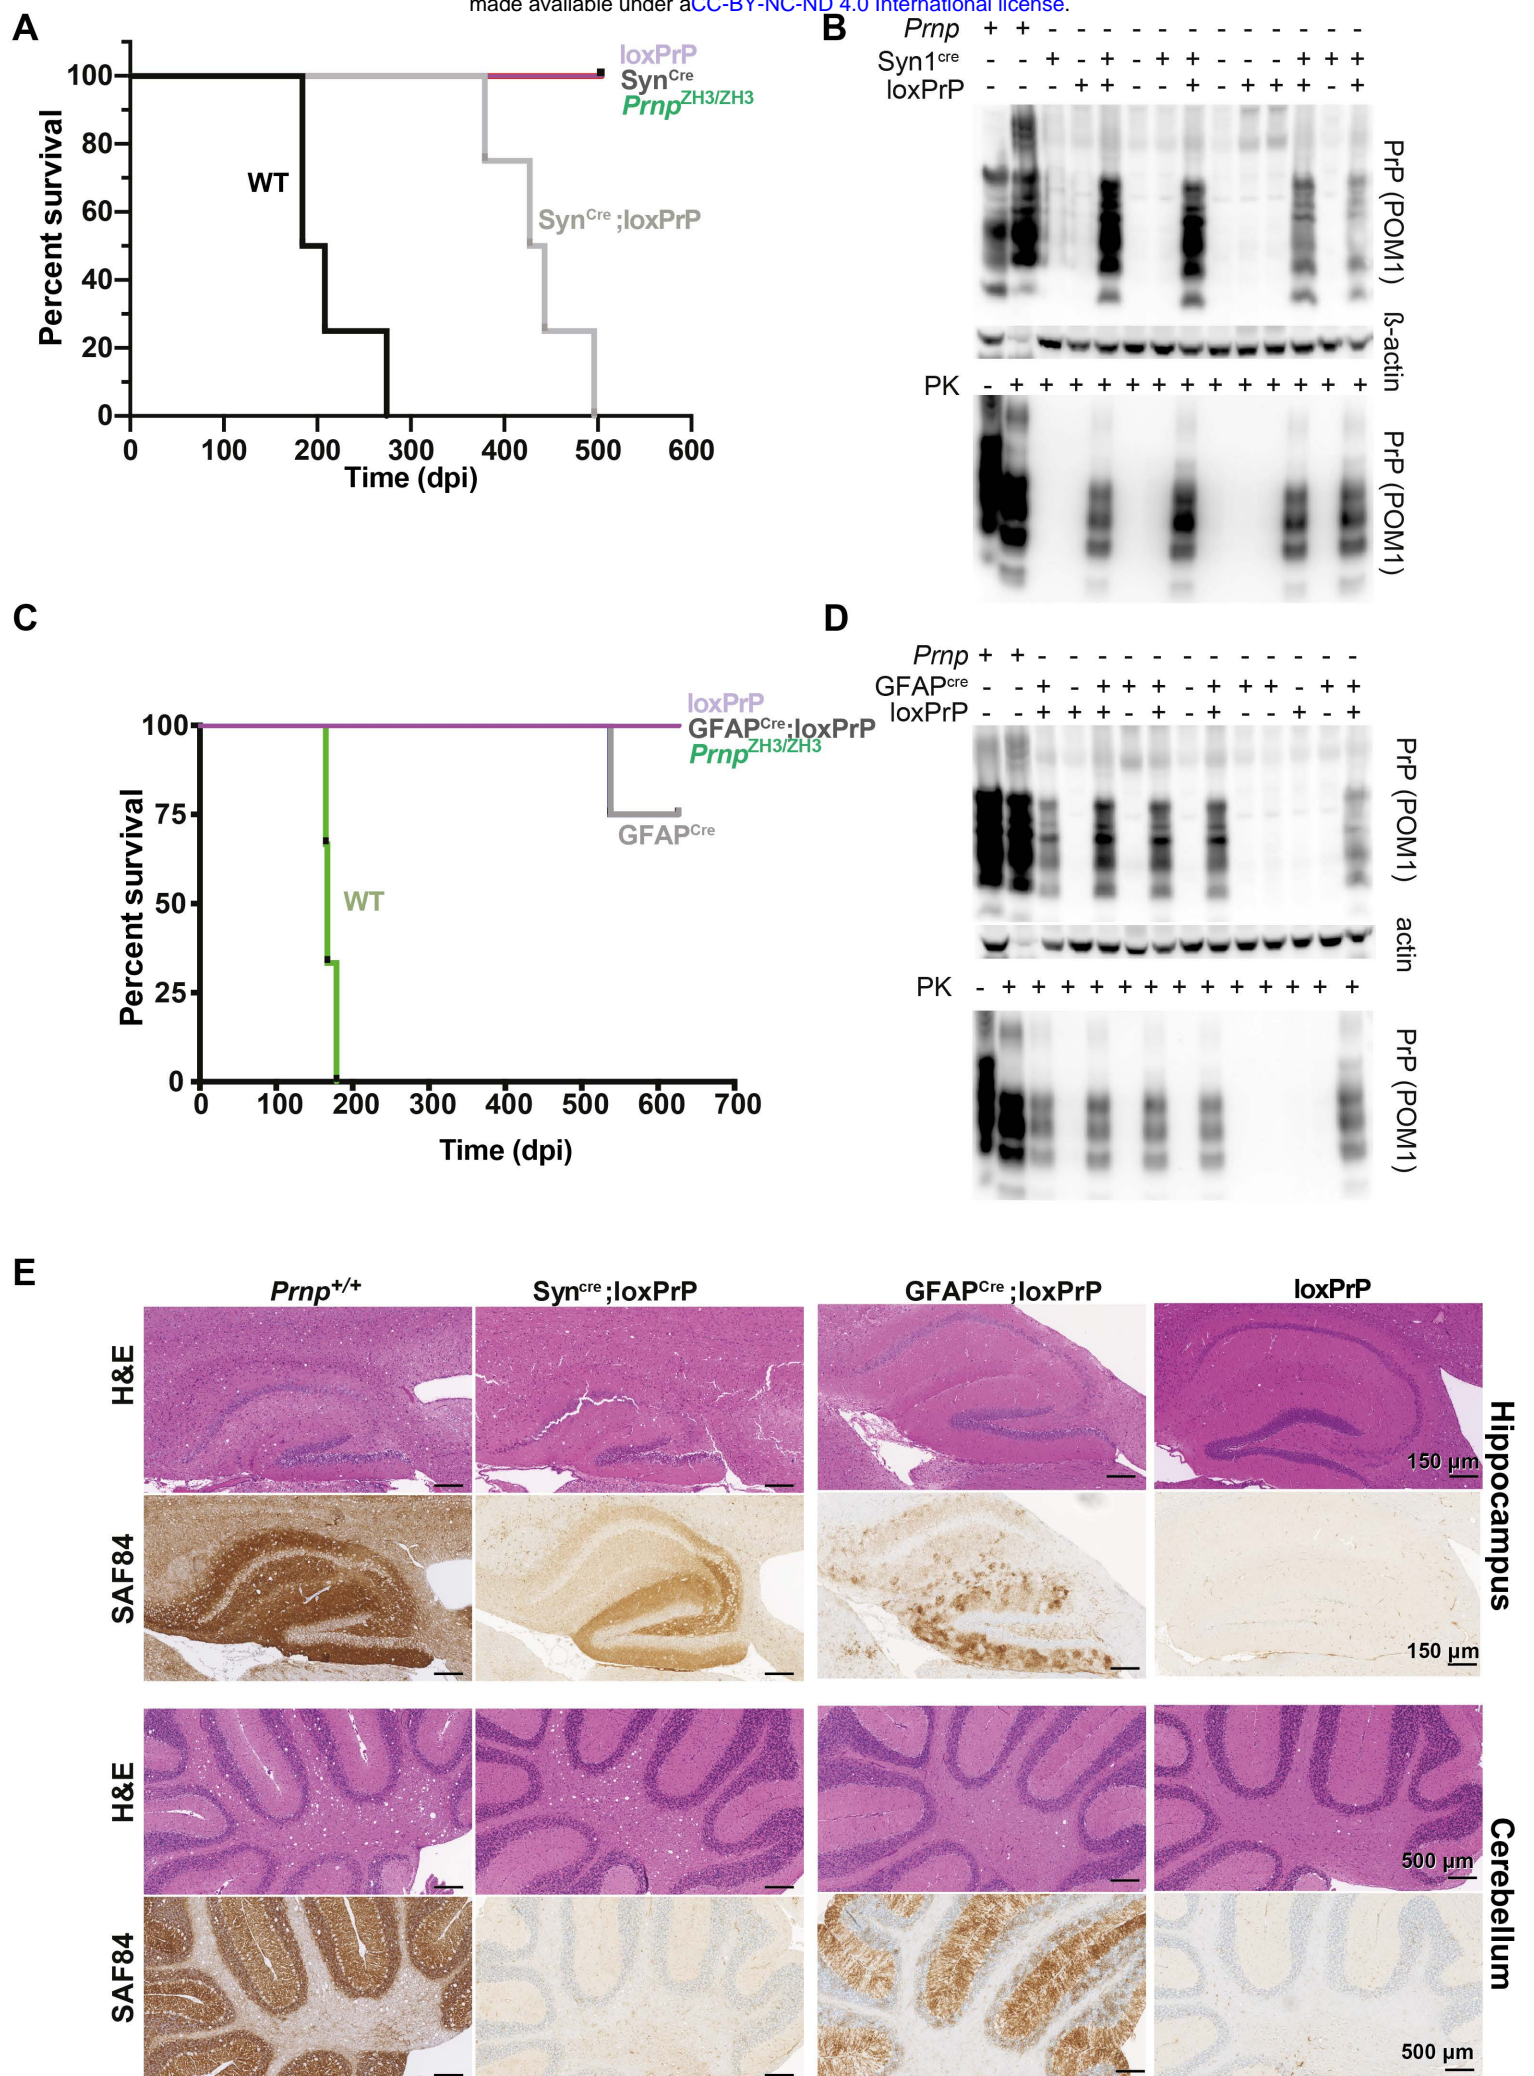 made available under aCC-BY-NC-ND 4.0 International license.
A
Percent survival
100
80
60
40
20
0
0 100 200 300 400 500 600
Time (dpi)
WT
loxPrP
SynCre
PrnpZH3/ZH3
SynCre ;loxPrP
B
Prnp + + - - - - - - - - - - - -
Syn1cre - - + - + - + + - - - + + +
loxPrP - - - + + - - + - + + + - +
PrP (POM1)
ß-actin
PK - + + + + + + + + + + + + +
PrP (POM1)
C
Percent survival
100
75
50
25
0
0 100 200 300 400 500 600 700
Time (dpi)
loxPrP
GFAPCre;loxPrP
PrnpZH3/ZH3
GFAPCre
WT
D
Prnp + + - - - - - - - - - - - -
GFAPcre - - + - + + + - + + + - + +
loxPrP - - + + + - + - + - - + - +
PrP (POM1)
actin
PK - + + + + + + + + + + + + +
PrP (POM1)
E
Prnp+/+ Syncre ;loxPrP GFAPCre ;loxPrP loxPrP
H&E
150 µm
SAF84
150 µm
Hippocampus
H&E
500 µm
SAF84
500 µm
Cerebellum